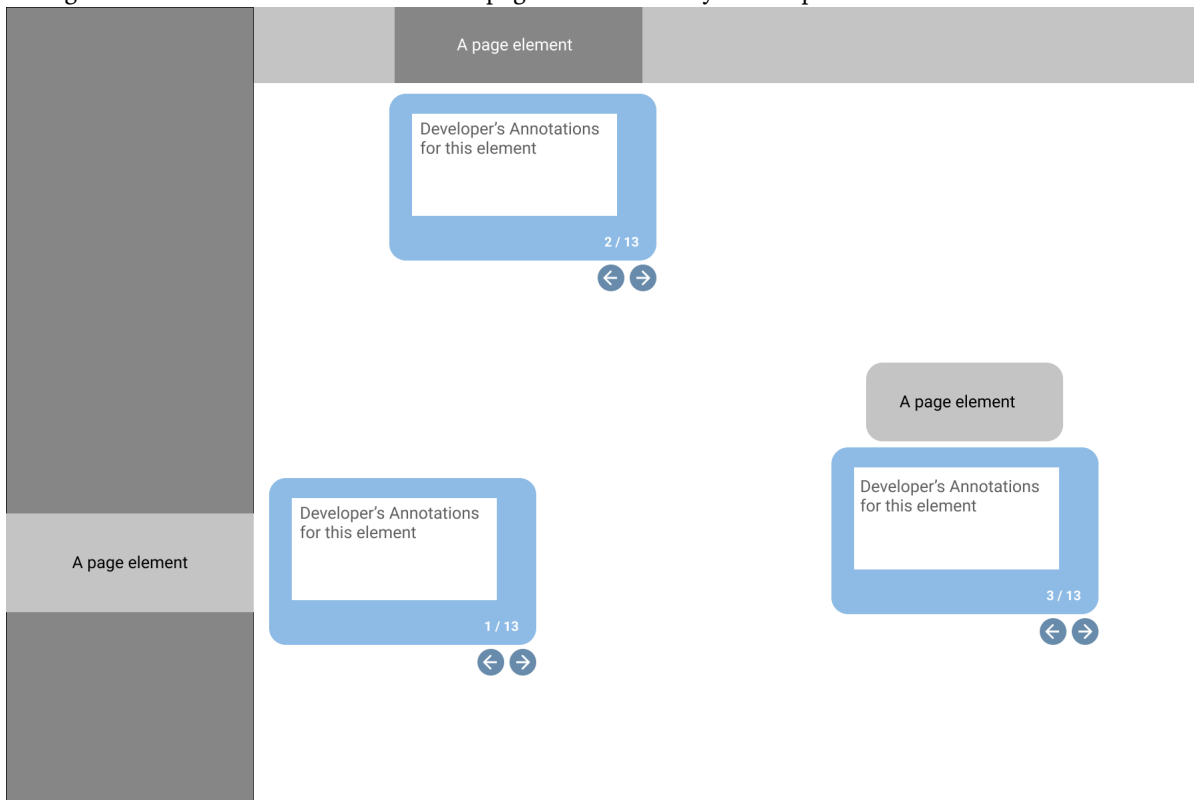 A page element
Developer's Annotations
for this element
2 / 13
A page element
Developer's Annotations
for this element
3 / 13
Developer's Annotations
for this element
1 / 13
A page element